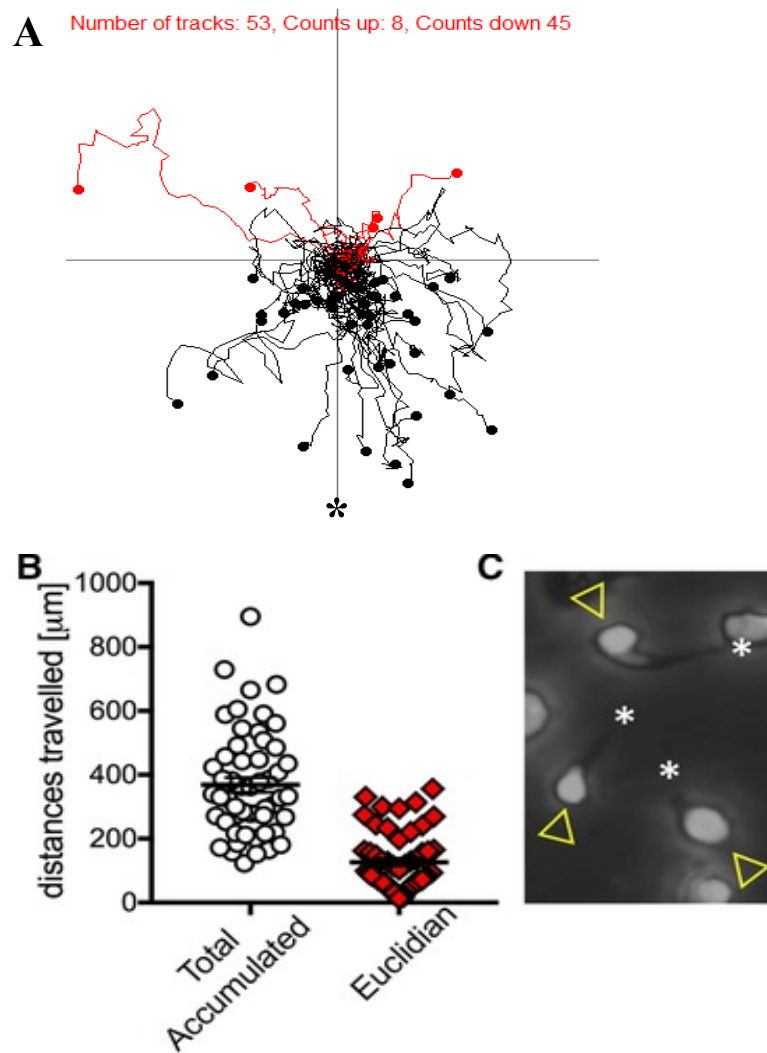 A
Number of tracks: 53, Counts up: 8, Counts down 45
*
B
distances travelled [µm]
1000
800
600
400
200
0
Total
Accumulated
Euclidian
C
*
*
*